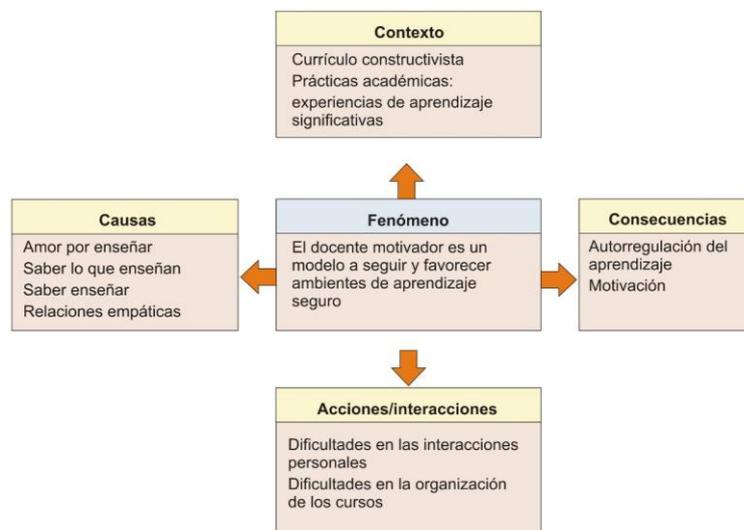 Contexto
Currículo constructivista
Prácticas académicas:
experiencias de aprendizaje
significativas
Causas
Amor por enseñar
Saber lo que enseñan
Saber enseñar
Relaciones empáticas
Fenómeno
El docente motivador es un
modelo a seguir y favorecer
ambientes de aprendizaje
seguro
Consecuencias
Autorregulación del
aprendizaje
Motivación
Acciones/interacciones
Dificultades en las interacciones
personales
Dificultades en la organización
de los cursos